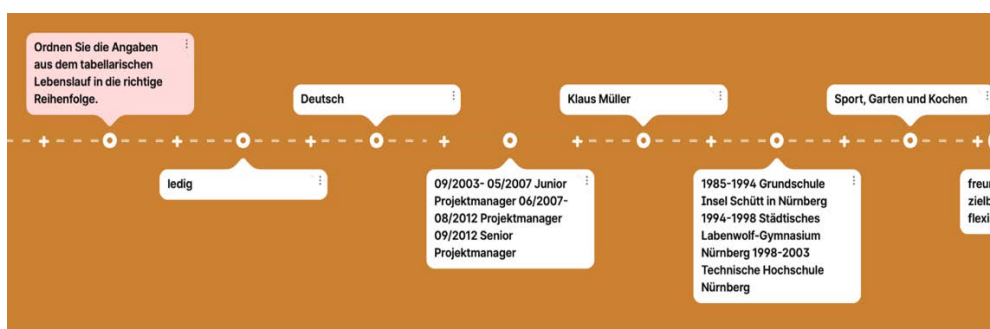 Ordnen Sie die Angaben
aus dem tabellarischen
Lebenslauf in die richtige
Reihenfolge.
ledig
Deutsch
09/2003- 05/2007 Junior
Projektmanager 06/2007-
08/2012 Projektmanager
09/2012 Senior
Projektmanager
Klaus Müller
1985-1994 Grundschule
Insel Schütt in Nürnberg
1994-1998 Städtisches
Labenwolf-Gymnasium
Nürnberg 1998-2003
Technische Hochschule
Nürnberg
Sport, Garten und Kochen